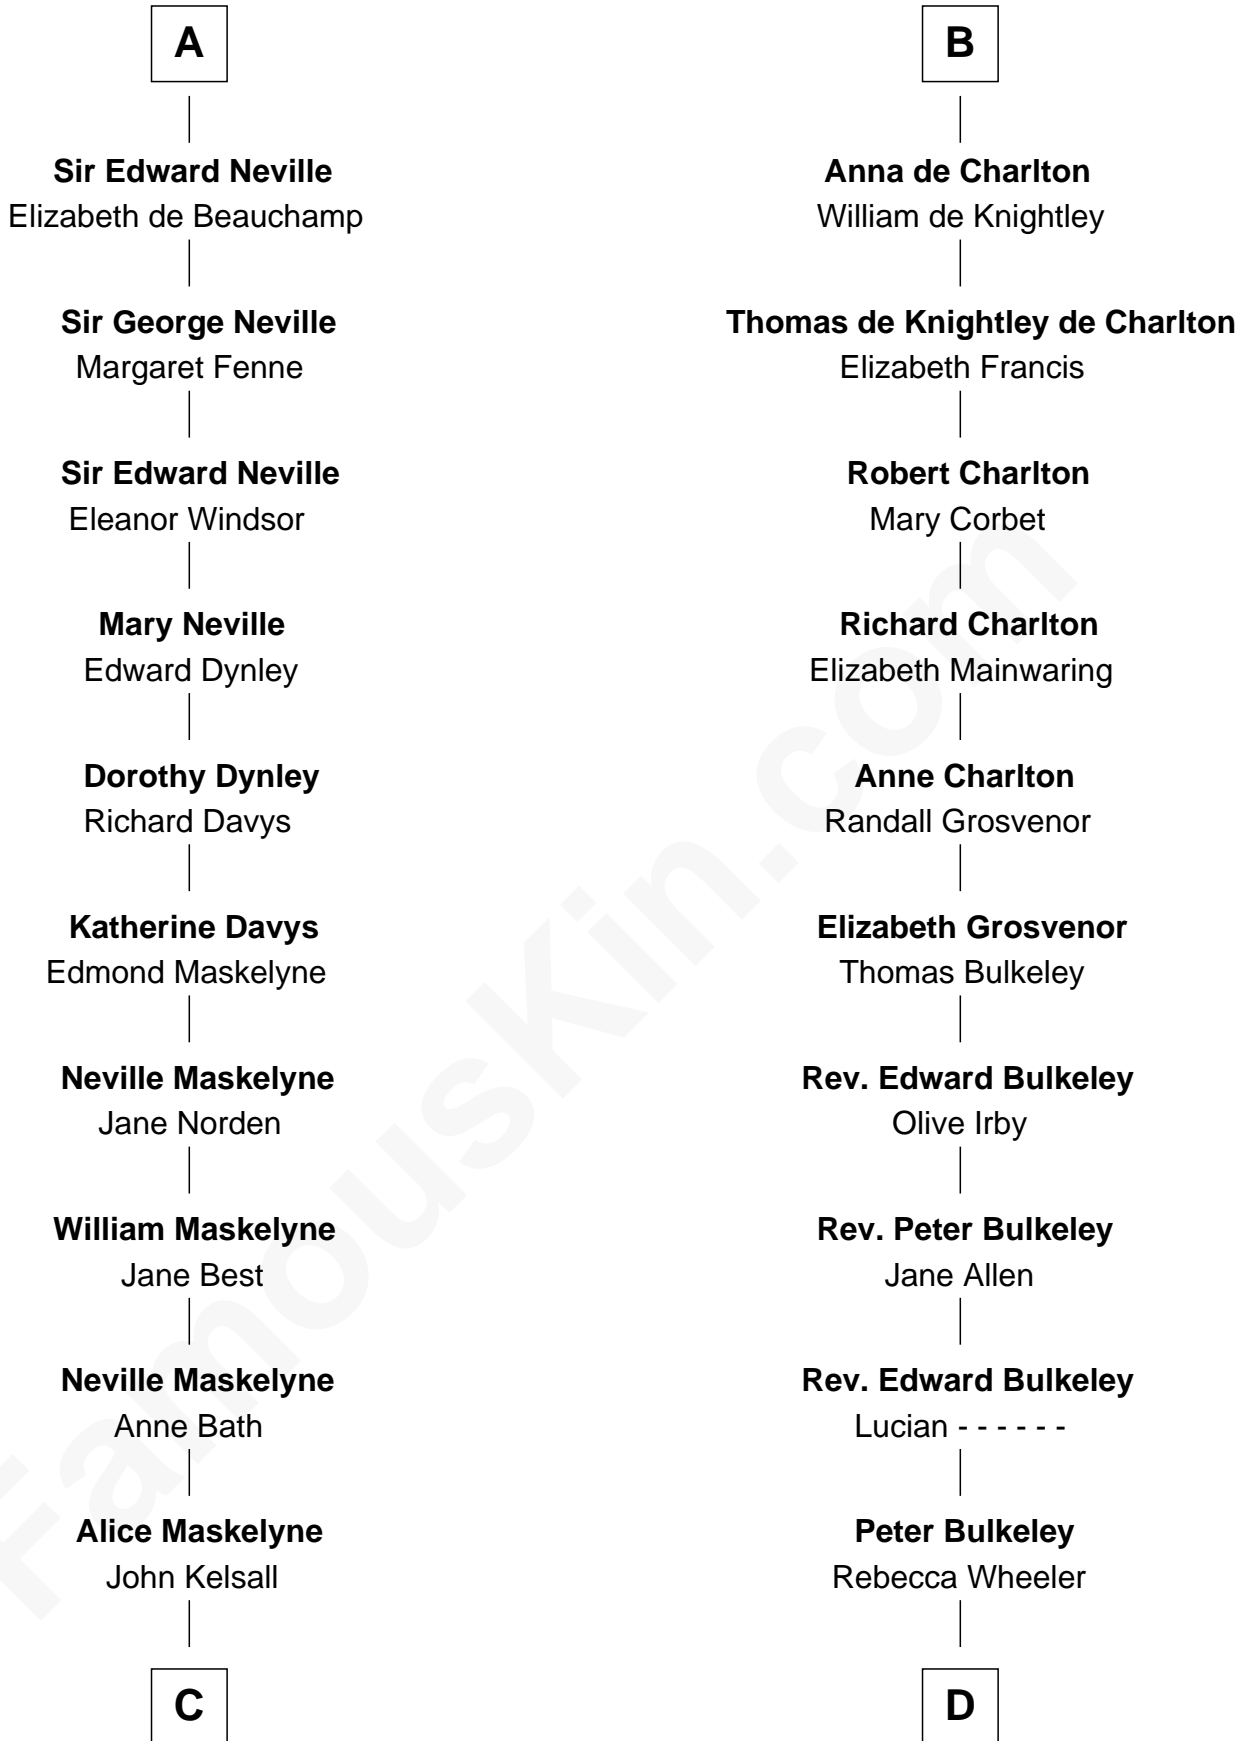 A
Sir Edward Neville
Elizabeth de Beauchamp
Sir George Neville
Margaret Fenne
Sir Edward Neville
Eleanor Windsor
Mary Neville
Edward Dynley
Dorothy Dynley
Richard Davys
Katherine Davys
Edmond Maskelyne
Neville Maskelyne
Jane Norden
William Maskelyne
Jane Best
Neville Maskelyne
Anne Bath
Alice Maskelyne
John Kelsall
C
B
Anna de Charlton
William de Knightley
Thomas de Knightley de Charlton
Elizabeth Francis
Robert Charlton
Mary Corbet
Richard Charlton
Elizabeth Mainwaring
Anne Charlton
Randall Grosvenor
Elizabeth Grosvenor
Thomas Bulkeley
Rev. Edward Bulkeley
Olive Irby
Rev. Peter Bulkeley
Jane Allen
Rev. Edward Bulkeley
Lucian - - - - - -
Peter Bulkeley
Rebecca Wheeler
D
FamousKin.com